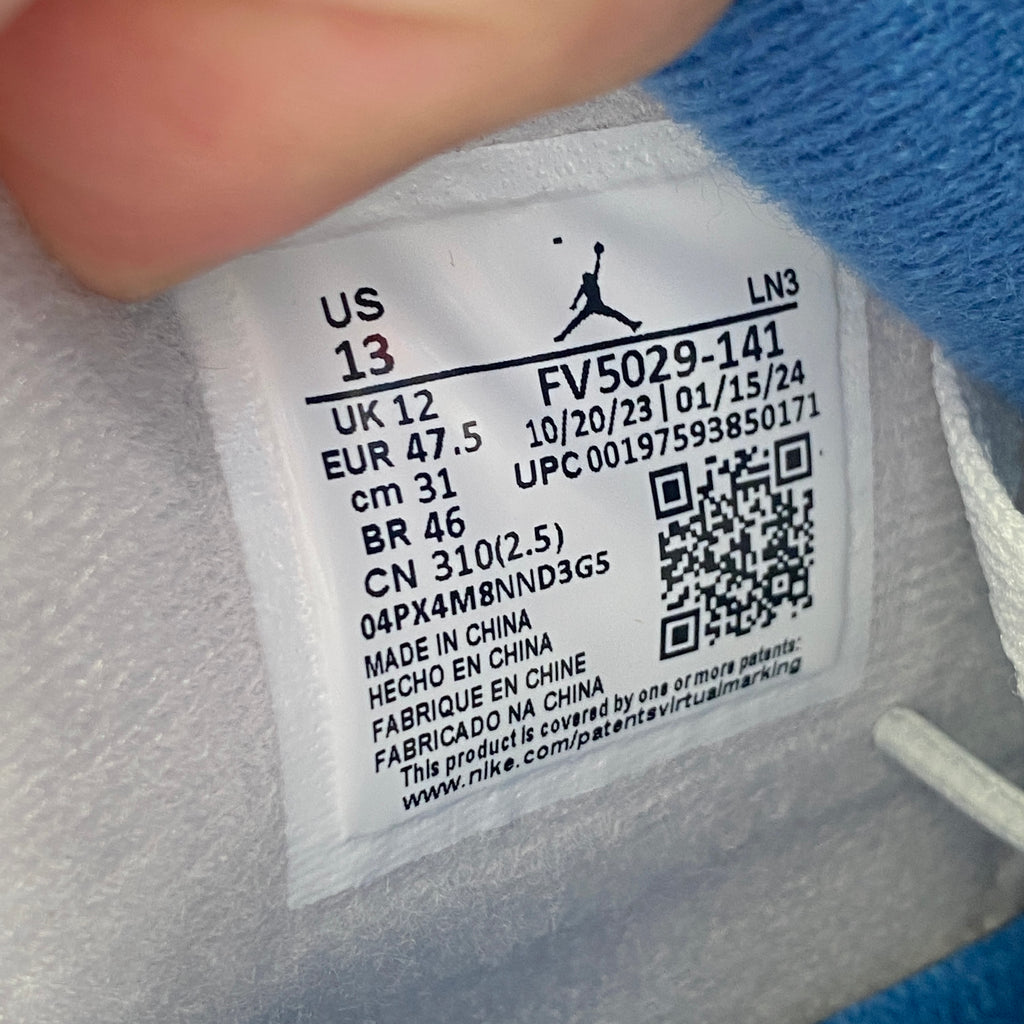 US
13
LN3
UK 12
EUR 47.5
cm 31
BR 46
CN 310(2.5)
04PX4M8NND3G5
FV5029-141
10/20/23|01/15/24
UPC00197593850171
MADE IN CHINA
HECHO EN CHINA
FABRIQUE EN CHINE
FABRICADO NA CHINA
This product is covered by one or more patents:
www.nike.com/patentsvirtualmarking